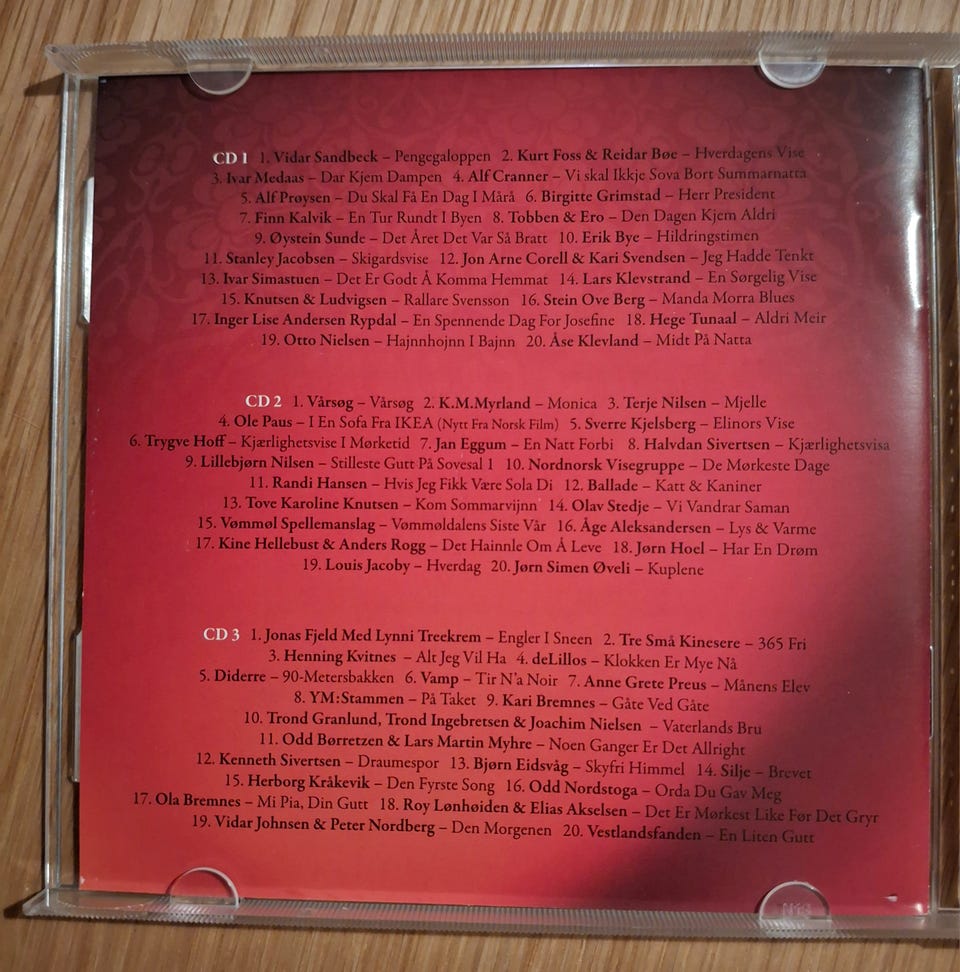 CD 1 1. Vidar Sandbeck – Pengegaloppen 2. Kurt Foss & Reidar Bøe – Hverdagens Vise
3. Ivar Medaas – Dar Kjem Dampen 4. Alf Cranner – Vi skal Ikkje Sova Bort Summarnatta
5. Alf Prøysen – Du Skal Få En Dag I Mårå 6. Birgitte Grimstad – Herr President
7. Finn Kalvik – En Tur Rundt I Byen 8. Tobben & Ero – Den Dagen Kjem Aldri
9. Øystein Sunde – Det Året Det Var Så Bratt 10. Erik Bye – Hildringstimen
11. Stanley Jacobsen – Skigardsvise 12. Jon Arne Corell & Kari Svendsen – Jeg Hadde Tenkt
13. Ivar Simastuen – Det Er Godt Å Komma Hemmat 14. Lars Klevstrand – En Sørgelig Vise
15. Knutsen & Ludvigsen – Rallare Svensson 16. Stein Ove Berg – Manda Morra Blues
17. Inger Lise Andersen Rypdal – En Spennende Dag For Josefine 18. Hege Tunaal – Aldri Meir
19. Otto Nielsen – Hajnnhojnn I Bajnn 20. Åse Klevland – Midt På Natta
CD 2 1. Vårsøg – Vårsøg 2. K.M.Myrland – Monica 3. Terje Nilsen – Mjelle
4. Ole Paus – I En Sofa Fra IKEA (Nytt Fra Norsk Film) 5. Sverre Kjelsberg – Elinors Vise
6. Trygve Hoff – Kjærlighetsvise I Mørketid 7. Jan Eggum – En Natt Forbi 8. Halvdan Sivertsen – Kjærlighetsvisa
9. Lillebjørn Nilsen – Stilleste Gutt På Sovesal 1 10. Nordnorsk Visegruppe – De Mørkeste Dage
11. Randi Hansen – Hvis Jeg Fikk Være Sola Di 12. Ballade – Katt & Kaniner
13. Tove Karoline Knutsen – Kom Sommarvijnn 14. Olav Stedje – Vi Vandrar Saman
15. Vømmøl Spellemanslag – Vømmøldalens Siste Vår 16. Åge Aleksandersen – Lys & Varme
17. Kine Hellebust & Anders Rogg – Det Hainnle Om Å Leve 18. Jørn Hoel – Har En Drøm
19. Louis Jacoby – Hverdag 20. Jørn Simen Øveli – Kuplene
CD 3 1. Jonas Fjeld Med Lynni Treekrem – Engler I Sneen 2. Tre Små Kinesere – 365 Fri
3. Henning Kvitnes – Alt Jeg Vil Ha 4. deLillos – Klokken Er Mye Nå
5. Diderre – 90-Metersbakken 6. Vamp – Tir N'a Noir 7. Anne Grete Preus – Månens Elev
8. YM:Stammen – På Taket 9. Kari Bremnes – Gåte Ved Gåte
10. Trond Granlund, Trond Ingebretsen & Joachim Nielsen – Vaterlands Bru
11. Odd Børretzen & Lars Martin Myhre – Noen Ganger Er Det Allright
12. Kenneth Sivertsen – Draumespor 13. Bjørn Eidsvåg – Skyfri Himmel 14. Silje – Brevet
15. Herborg Kråkevik – Den Fyrste Song 16. Odd Nordstoga – Orda Du Gav Meg
17. Ola Bremnes – Mi Pia, Din Gutt 18. Roy Lønhøiden & Elias Akselsen – Det Er Mørkest Like Før Det Gryr
19. Vidar Johnsen & Peter Nordberg – Den Morgenen 20. Vestlandsfanden – En Liten Gutt